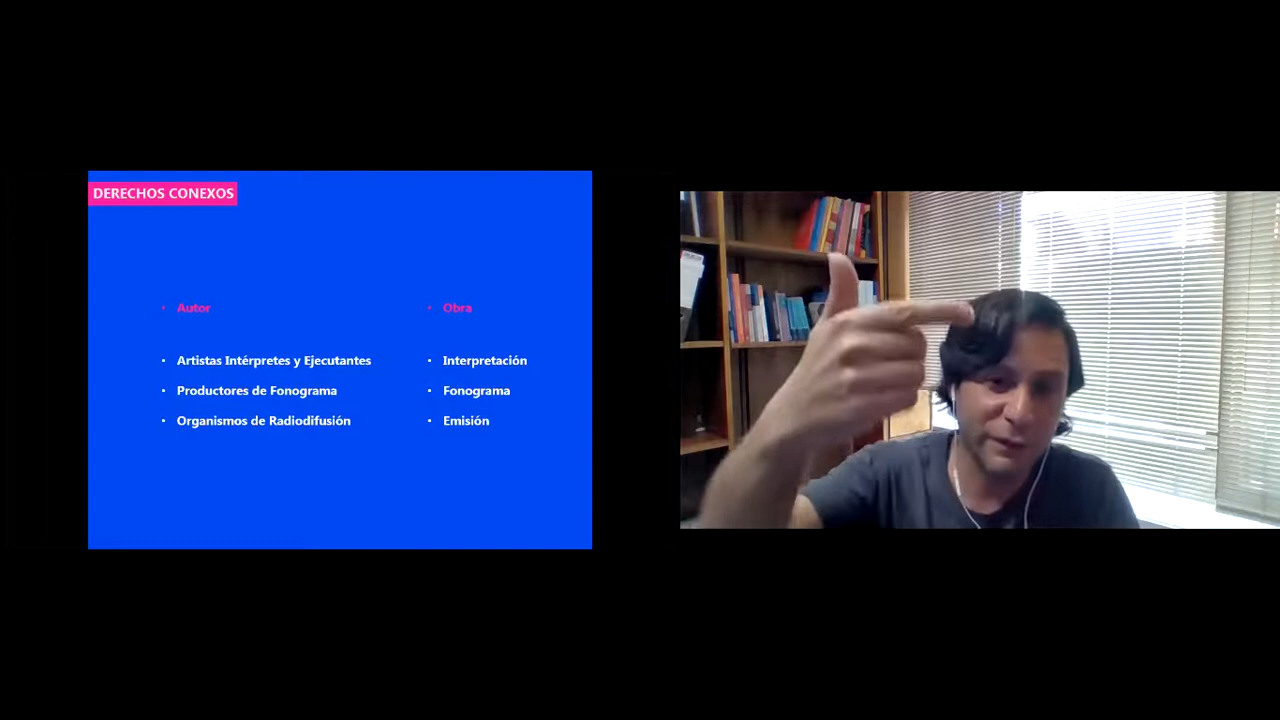 DERECHOS CONEXOS
• Autor
• Obra
• Artistas Intérpretes y Ejecutantes
• Interpretación
• Productores de Fonograma
• Fonograma
• Organismos de Radiodifusión
• Emisión